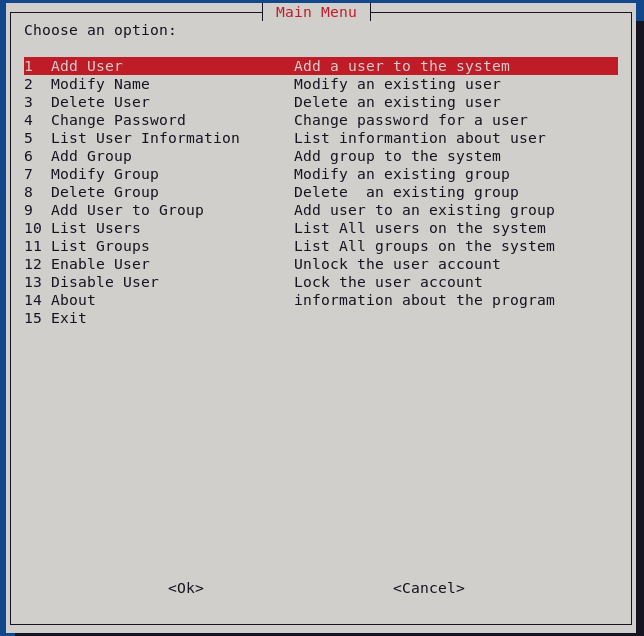 Main Menu
Choose an option:
1 Add User Add a user to the system
2 Modify Name Modify an existing user
3 Delete User Delete an existing user
4 Change Password Change password for a user
5 List User Information List informantion about user
6 Add Group Add group to the system
7 Modify Group Modify an existing group
8 Delete Group Delete  an existing group
9 Add User to Group Add user to an existing group
10 List Users List All users on the system
11 List Groups List All groups on the system
12 Enable User Unlock the user account
13 Disable User Lock the user account
14 About information about the program
15 Exit
<Ok> <Cancel>